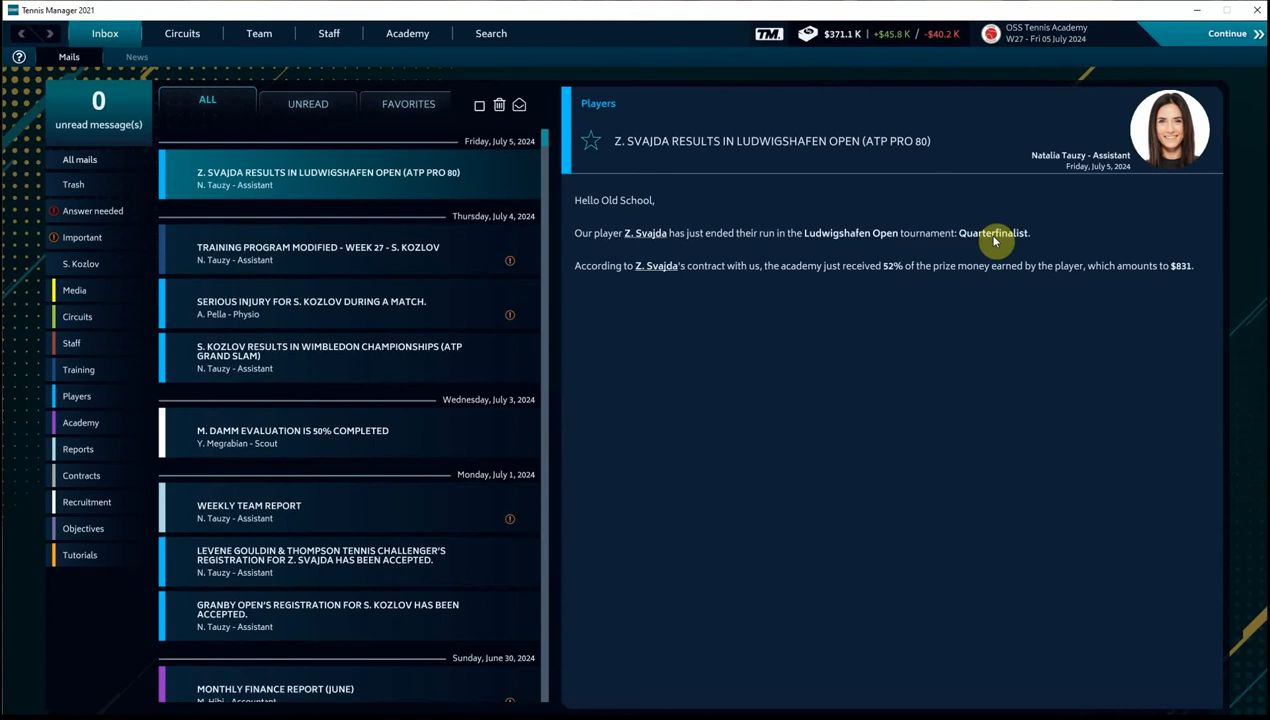 Tennis Manager 2021
Inbox
Circuits
Team
Staff
Academy
Search
TM.
$371.1 K | +$45.8 K | -$40.2 K
OSS Tennis Academy
W27 - Fri 05 July 2024
Continue
Mails
News
0
unread message(s)
All mails
Trash
Answer needed
Important
S. Kozlov
Media
Circuits
Staff
Training
Players
Academy
Reports
Contracts
Recruitment
Objectives
Tutorials
ALL
UNREAD
FAVORITES
Friday, July 5, 2024
Z. SVAJDA RESULTS IN LUDWIGSHAFEN OPEN (ATP PRO 80)
N. Tauzy - Assistant
Thursday, July 4, 2024
TRAINING PROGRAM MODIFIED - WEEK 27 - S. KOZLOV
N. Tauzy - Assistant
SERIOUS INJURY FOR S. KOZLOV DURING A MATCH.
A. Pella - Physio
S. KOZLOV RESULTS IN WIMBLEDON CHAMPIONSHIPS (ATP
GRAND SLAM)
N. Tauzy - Assistant
Wednesday, July 3, 2024
M. DAMM EVALUATION IS 50% COMPLETED
Y. Megrabian - Scout
Monday, July 1, 2024
WEEKLY TEAM REPORT
N. Tauzy - Assistant
LEVENE GOULDIN & THOMPSON TENNIS CHALLENGER'S
REGISTRATION FOR Z. SVAJDA HAS BEEN ACCEPTED.
N. Tauzy - Assistant
GRANBY OPEN'S REGISTRATION FOR S. KOZLOV HAS BEEN
ACCEPTED.
N. Tauzy - Assistant
Sunday, June 30, 2024
MONTHLY FINANCE REPORT (JUNE)
M. Hibi - Accountant
Players
Z. SVAJDA RESULTS IN LUDWIGSHAFEN OPEN (ATP PRO 80)
Natalia Tauzy - Assistant
Friday, July 5, 2024
Hello Old School,
Our player Z. Svajda has just ended their run in the Ludwigshafen Open tournament: Quarterfinalist.
According to Z. Svajda's contract with us, the academy just received 52% of the prize money earned by the player, which amounts to $831.